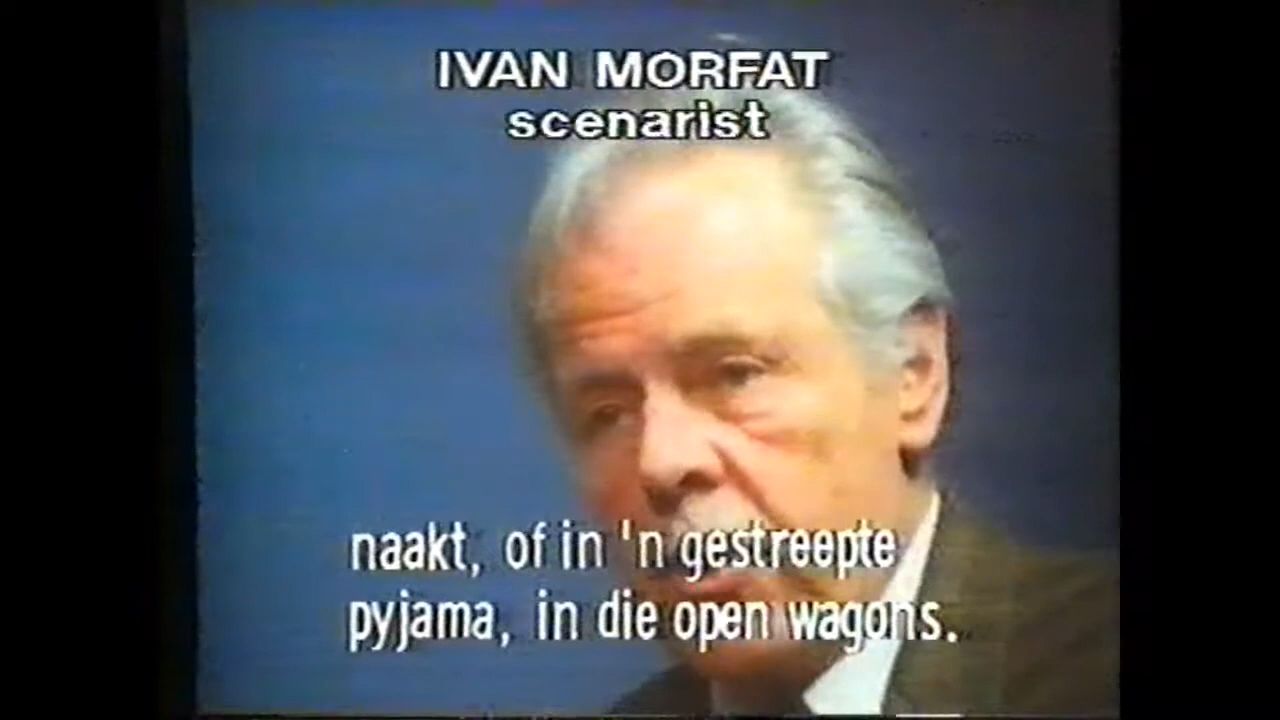 IVAN MORFAT
scenarist
naakt, of in 'n gestreepte
pyjama, in die open wagons.